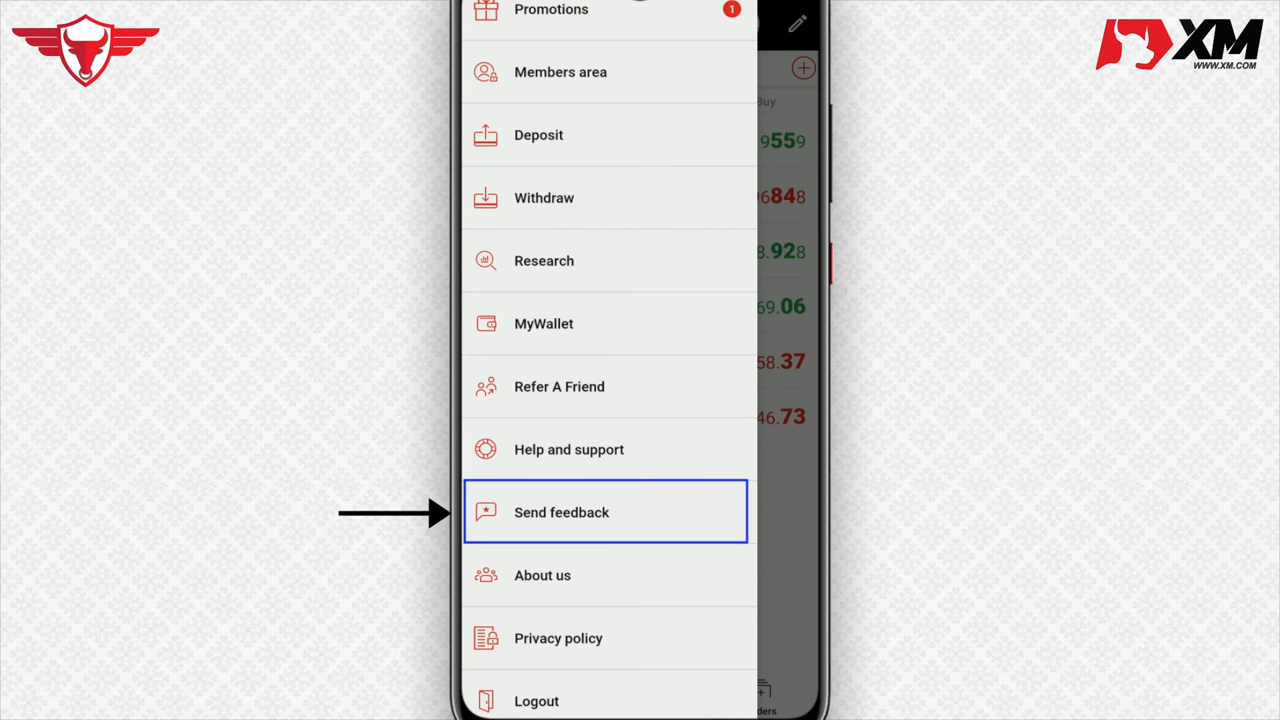 Promotions
1
XM
WWW.XM.COM
Members area
Buy
Deposit
9559
Withdraw
6848
Research
8.928
MyWallet
69.06
58.37
Refer A Friend
46.73
Help and support
Send feedback
About us
Privacy policy
Logout
ders